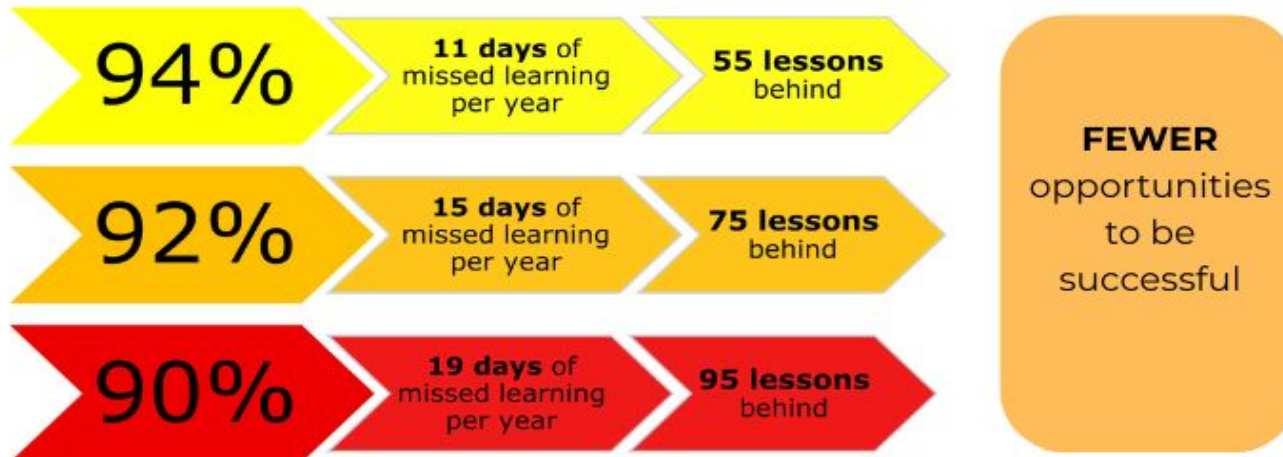 94%
11 days of
missed learning
per year
55 lessons
behind
92%
15 days of
missed learning
per year
75 lessons
behind
90%
19 days of
missed learning
per year
95 lessons
behind
FEWER
opportunities
to be
successful